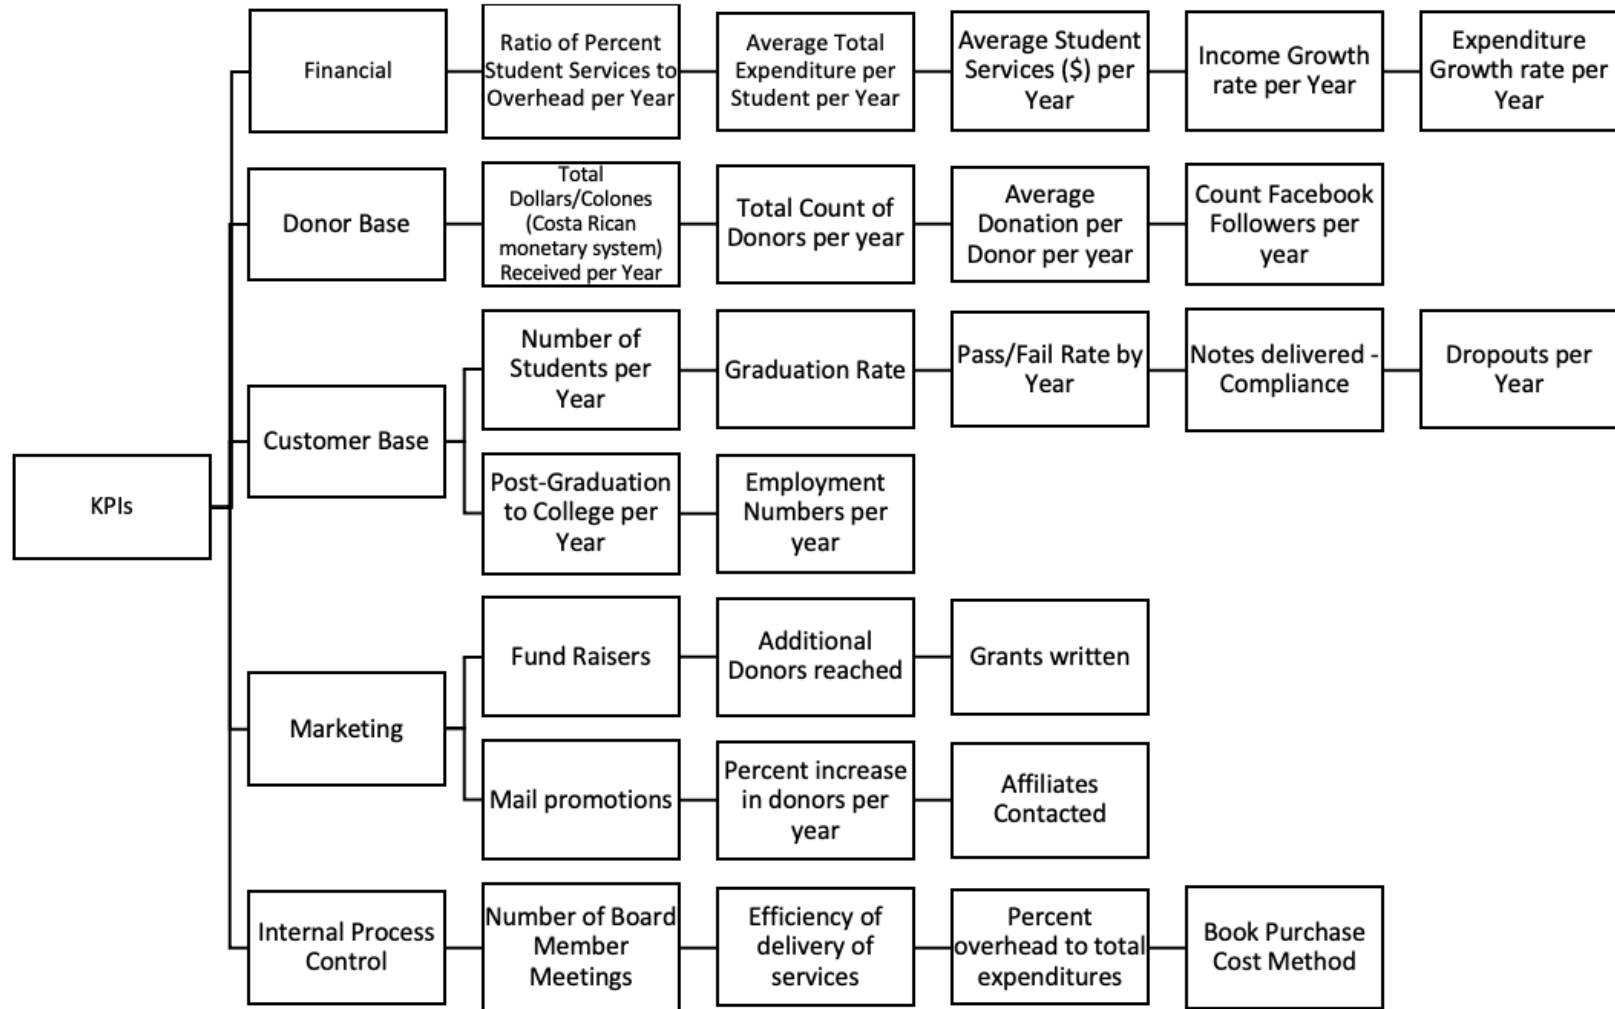 Financial
Ratio of Percent
Student Services to
Overhead per Year
Average Total
Expenditure per
Student per Year
Average Student
Services ($) per
Year
Income Growth
rate per Year
Expenditure
Growth rate per
Year
Donor Base
Total
Dollars/Colones
(Costa Rican
monetary system)
Received per Year
Total Count of
Donors per year
Average
Donation per
Donor per year
Count Facebook
Followers per
year
KPIs
Customer Base
Number of
Students per
Year
Graduation Rate
Pass/Fail Rate by
Year
Notes delivered -
Compliance
Dropouts per
Year
Post-Graduation
to College per
Year
Employment
Numbers per
year
Marketing
Fund Raisers
Additional
Donors reached
Grants written
Mail promotions
Percent increase
in donors per
year
Affiliates
Contacted
Internal Process
Control
Number of Board
Member
Meetings
Efficiency of
delivery of
services
Percent
overhead to total
expenditures
Book Purchase
Cost Method